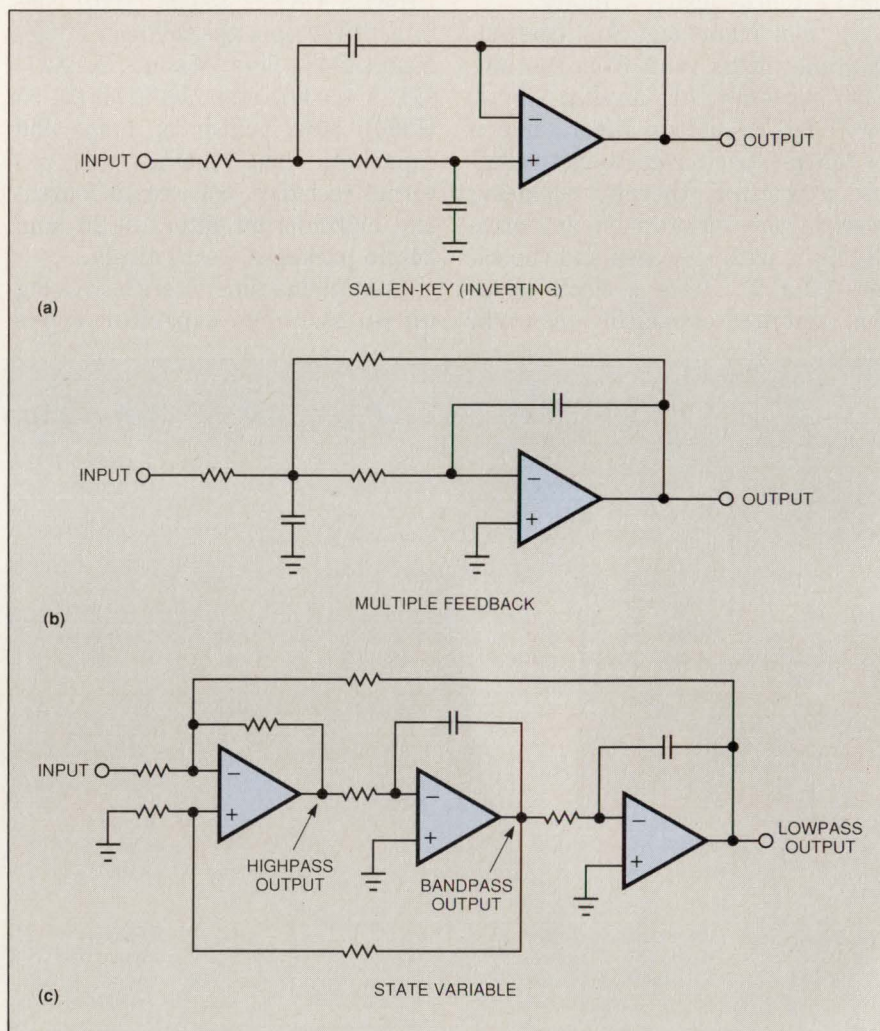 INPUT
−
+
OUTPUT
SALLEN-KEY (INVERTING)
(a)
INPUT
−
+
OUTPUT
MULTIPLE FEEDBACK
(b)
INPUT
−
+
HIGHPASS
OUTPUT
−
+
BANDPASS
OUTPUT
−
+
LOWPASS
OUTPUT
STATE VARIABLE
(c)